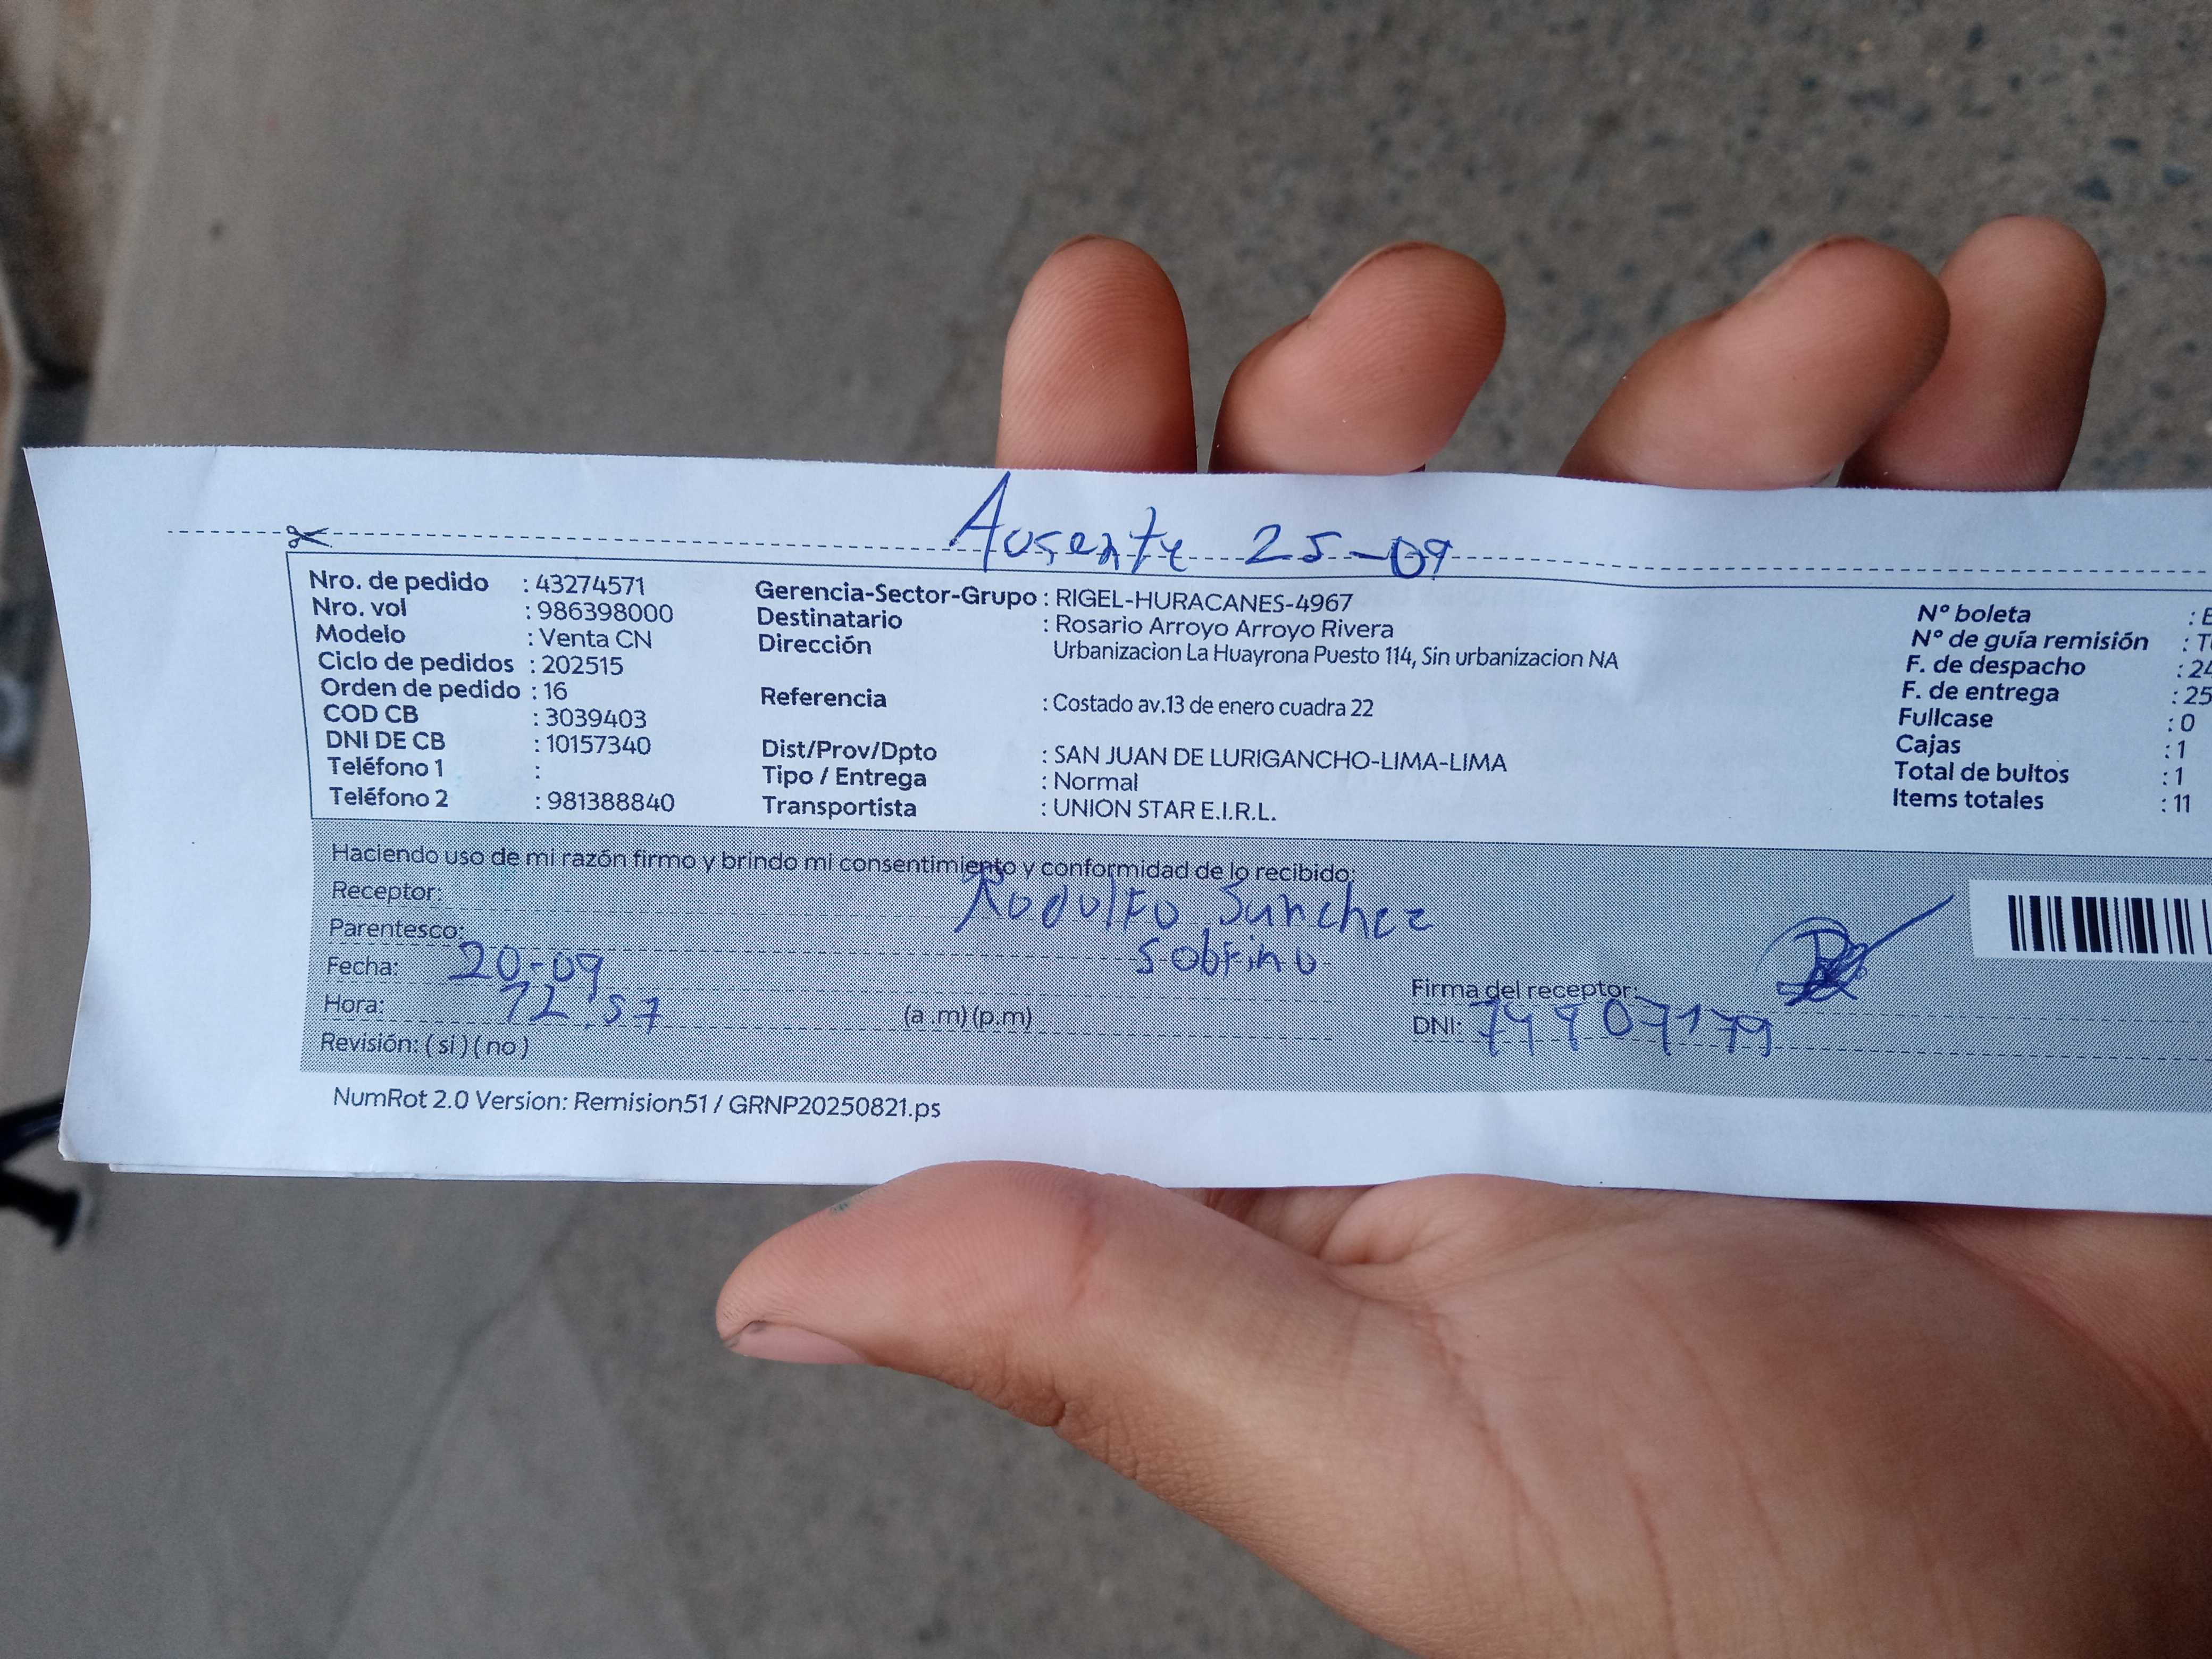 Ausente 25-09
Nro. de pedido : 43274571
Nro. vol : 986398000
Modelo : Venta CN
Ciclo de pedidos : 202515
Orden de pedido : 16
COD CB : 3039403
DNI DE CB : 10157340
Teléfono 1 :
Teléfono 2 : 981388840
Gerencia-Sector-Grupo : RIGEL-HURACANES-4967
Destinatario : Rosario Arroyo Arroyo Rivera
Dirección Urbanizacion La Huayrona Puesto 114, Sin urbanizacion NA
Referencia : Costado av.13 de enero cuadra 22
Dist/Prov/Dpto : SAN JUAN DE LURIGANCHO-LIMA-LIMA
Tipo / Entrega : Normal
Transportista : UNION STAR E.I.R.L.
N° boleta :
N° de guía remisión :
F. de despacho : 24
F. de entrega : 25
Fullcase : 0
Cajas : 1
Total de bultos : 1
Items totales : 11
Haciendo uso de mi razón firmo y brindo mi consentimiento y conformidad de lo recibido:
Receptor: Rodulfo Sanchez
Parentesco: Sobrino
Fecha: 20-09
Hora: 12:57 (a .m) (p.m)
Revisión: ( si ) ( no )
Firma del receptor:
DNI:
NumRot 2.0 Version: Remision51 / GRNP20250821.ps